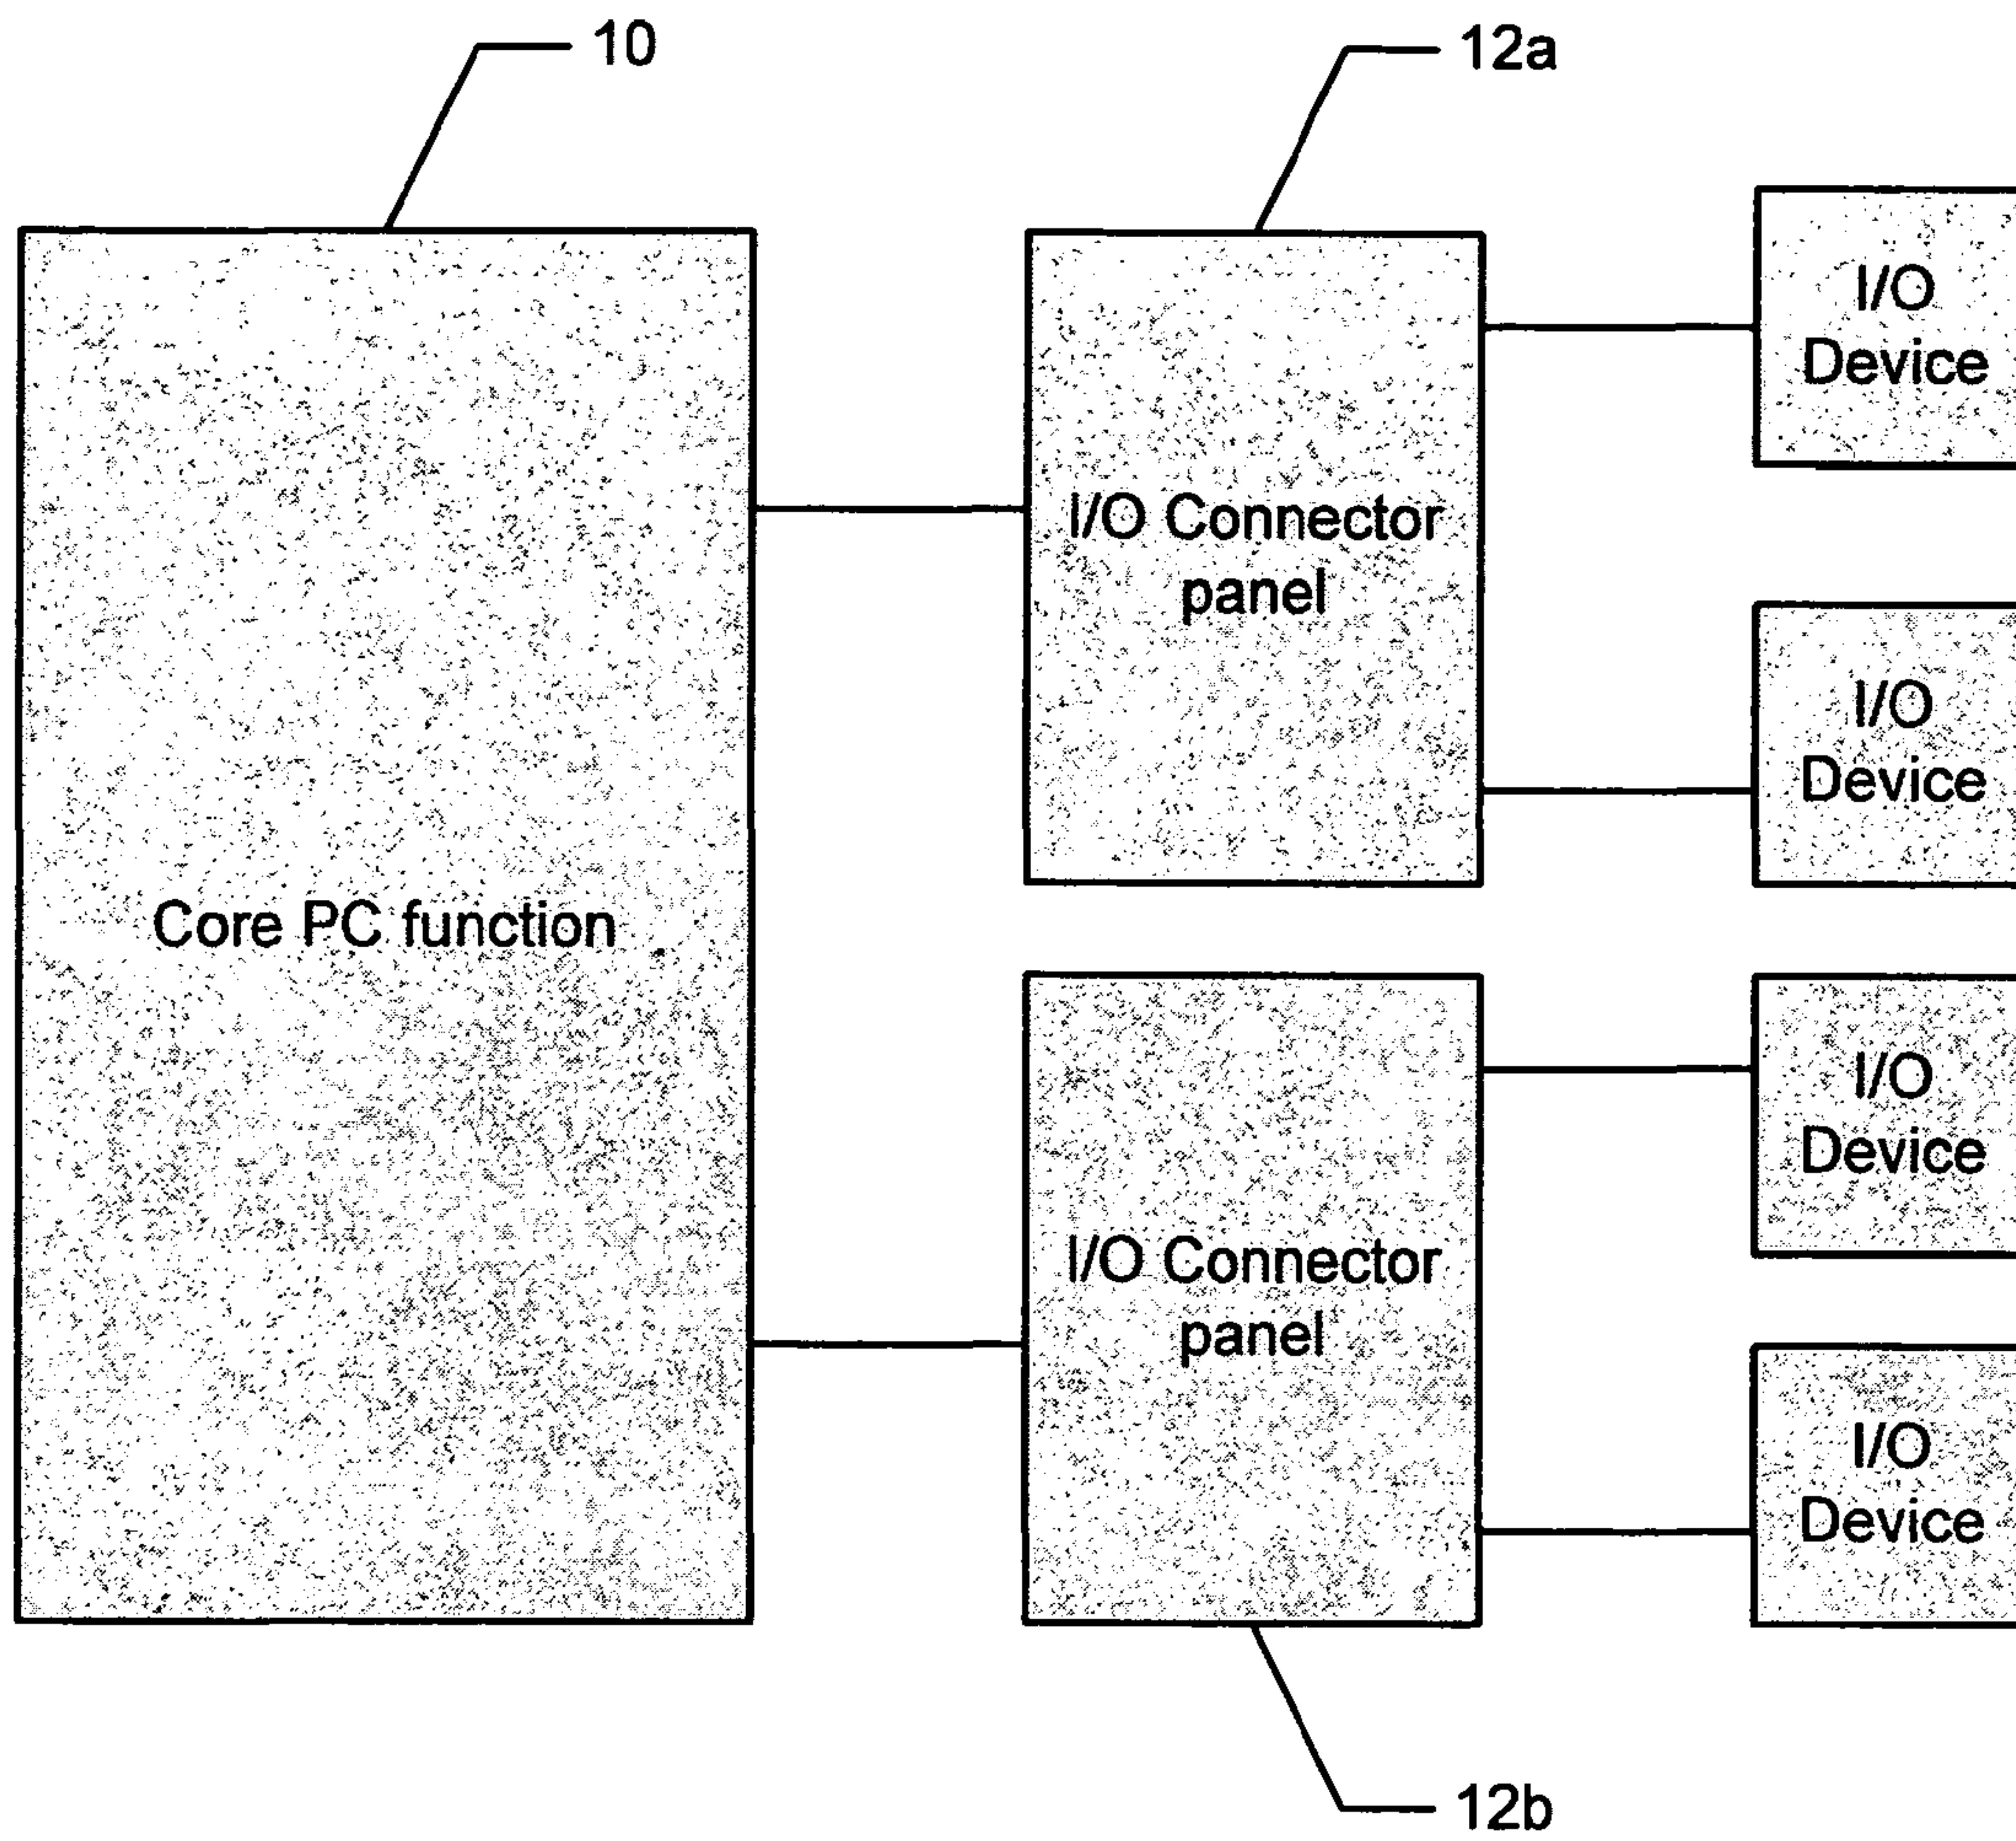 10
12a
I/O
Device
I/O Connector
panel
I/O
Device
Core PC function
I/O
Device
I/O Connector
panel
I/O
Device
12b